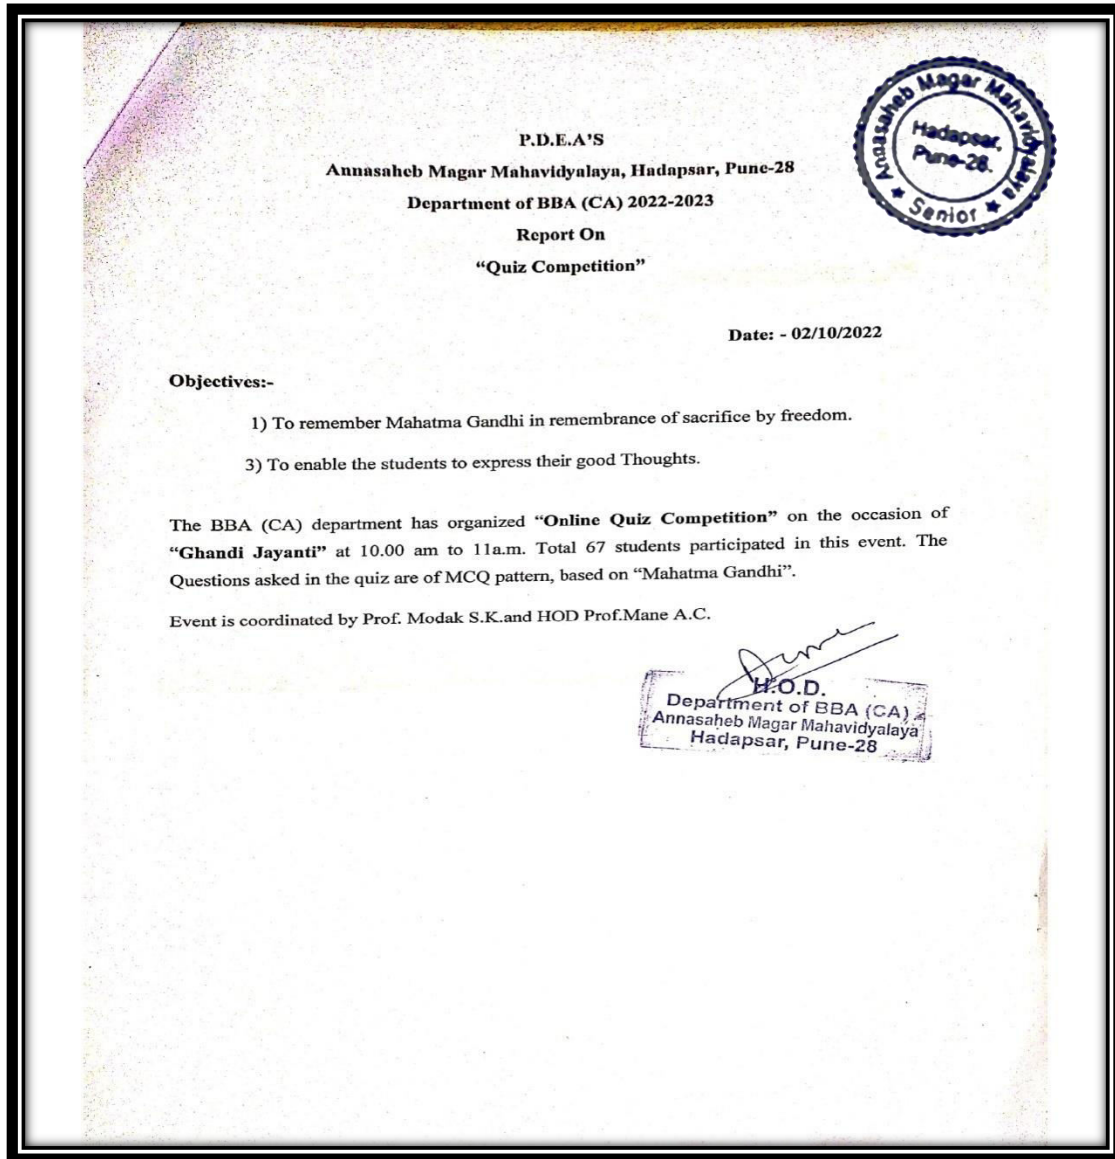 P.D.E.A'S
Annasaheb Magar Mahavidyalaya, Hadapsar, Pune-28
Department of BBA (CA) 2022-2023
Report On
“Quiz Competition”
Annasaheb Magar Mahavidyalaya
Hadapsar,
Pune-28.
★ Senior ★
Date: - 02/10/2022
Objectives:-
1) To remember Mahatma Gandhi in remembrance of sacrifice by freedom.
3) To enable the students to express their good Thoughts.
The BBA (CA) department has organized “Online Quiz Competition” on the occasion of
“Ghandi Jayanti” at 10.00 am to 11a.m. Total 67 students participated in this event. The
Questions asked in the quiz are of MCQ pattern, based on “Mahatma Gandhi”.
Event is coordinated by Prof. Modak S.K.and HOD Prof.Mane A.C.
H.O.D.
Department of BBA (CA)
Annasaheb Magar Mahavidyalaya
Hadapsar, Pune-28